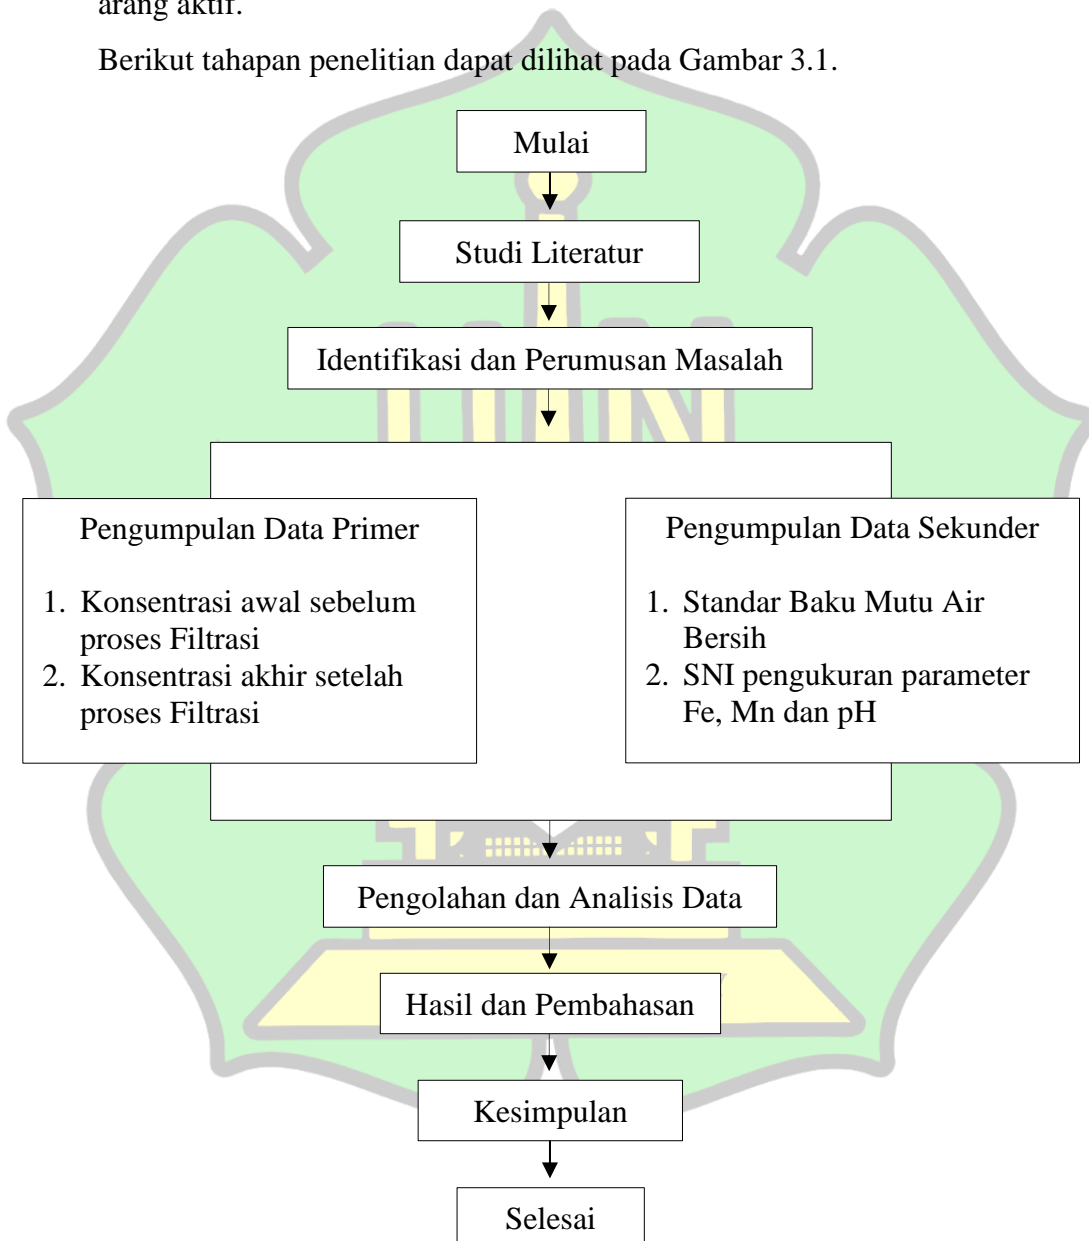 arang aktif.
Berikut tahapan penelitian dapat dilihat pada Gambar 3.1.
Mulai
Studi Literatur
Identifikasi dan Perumusan Masalah
Pengumpulan Data Primer
1. Konsentrasi awal sebelum
proses Filtrasi
2. Konsentrasi akhir setelah
proses Filtrasi
Pengumpulan Data Sekunder
1. Standar Baku Mutu Air
Bersih
2. SNI pengukuran parameter
Fe, Mn dan pH
Pengolahan dan Analisis Data
Hasil dan Pembahasan
Kesimpulan
Selesai